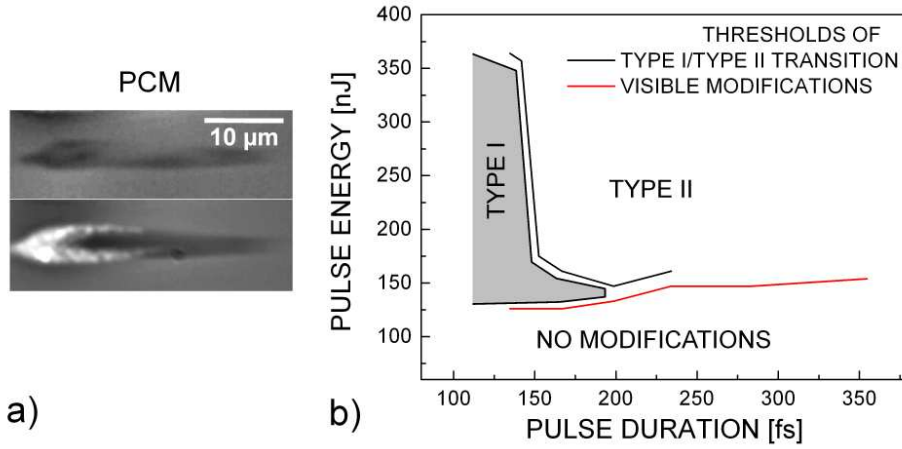 PCM
10 µm
a)
b)
PULSE ENERGY [nJ]
400
350
300
250
200
150
100
THRESHOLDS OF
TYPE I/TYPE II TRANSITION
VISIBLE MODIFICATIONS
TYPE I
TYPE II
NO MODIFICATIONS
100 150 200 250 300 350
PULSE DURATION [fs]